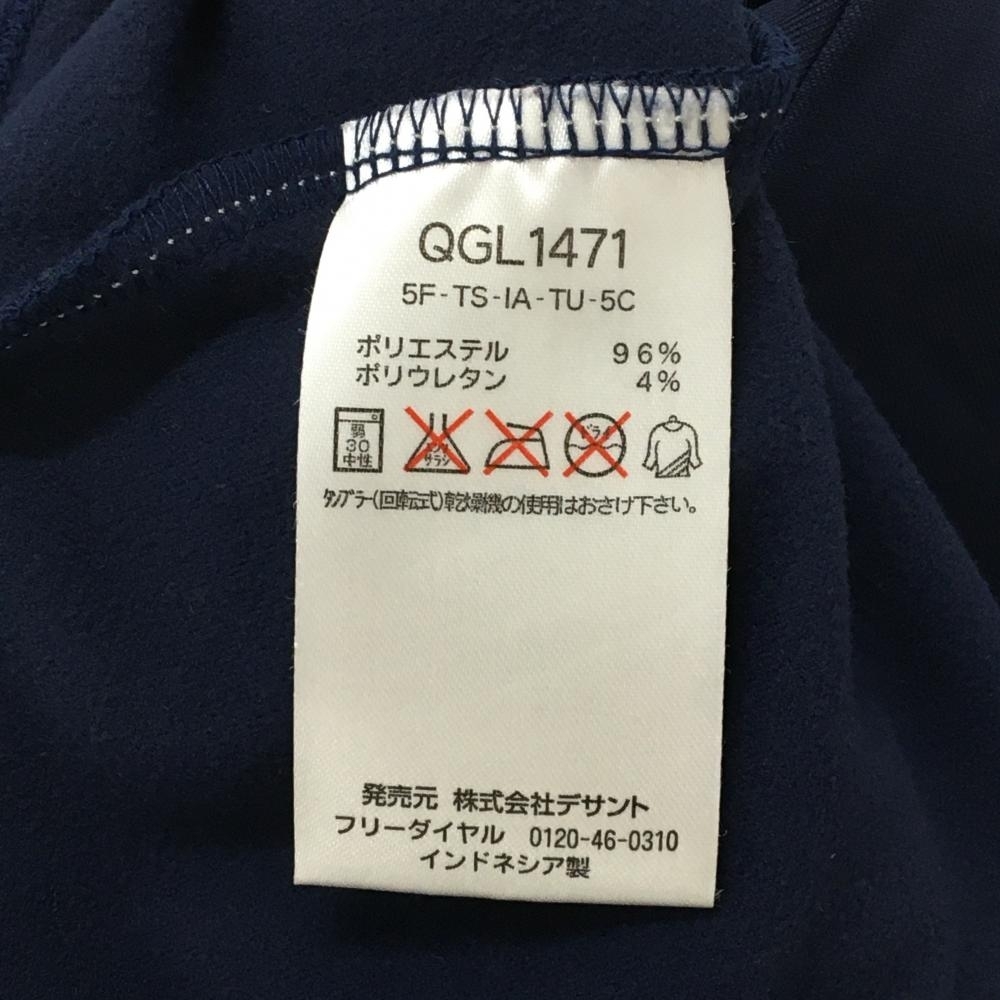 QGL1471
5F-TS-IA-TU-5C
ポリエステル 96%
ポリウレタン 4%
弱
30
中性
エンソ
サラシ
ドライ
タンブラー(回転式)乾燥機の使用はおさけ下さい。
発売元 株式会社デサント
フリーダイヤル 0120-46-0310
インドネシア製